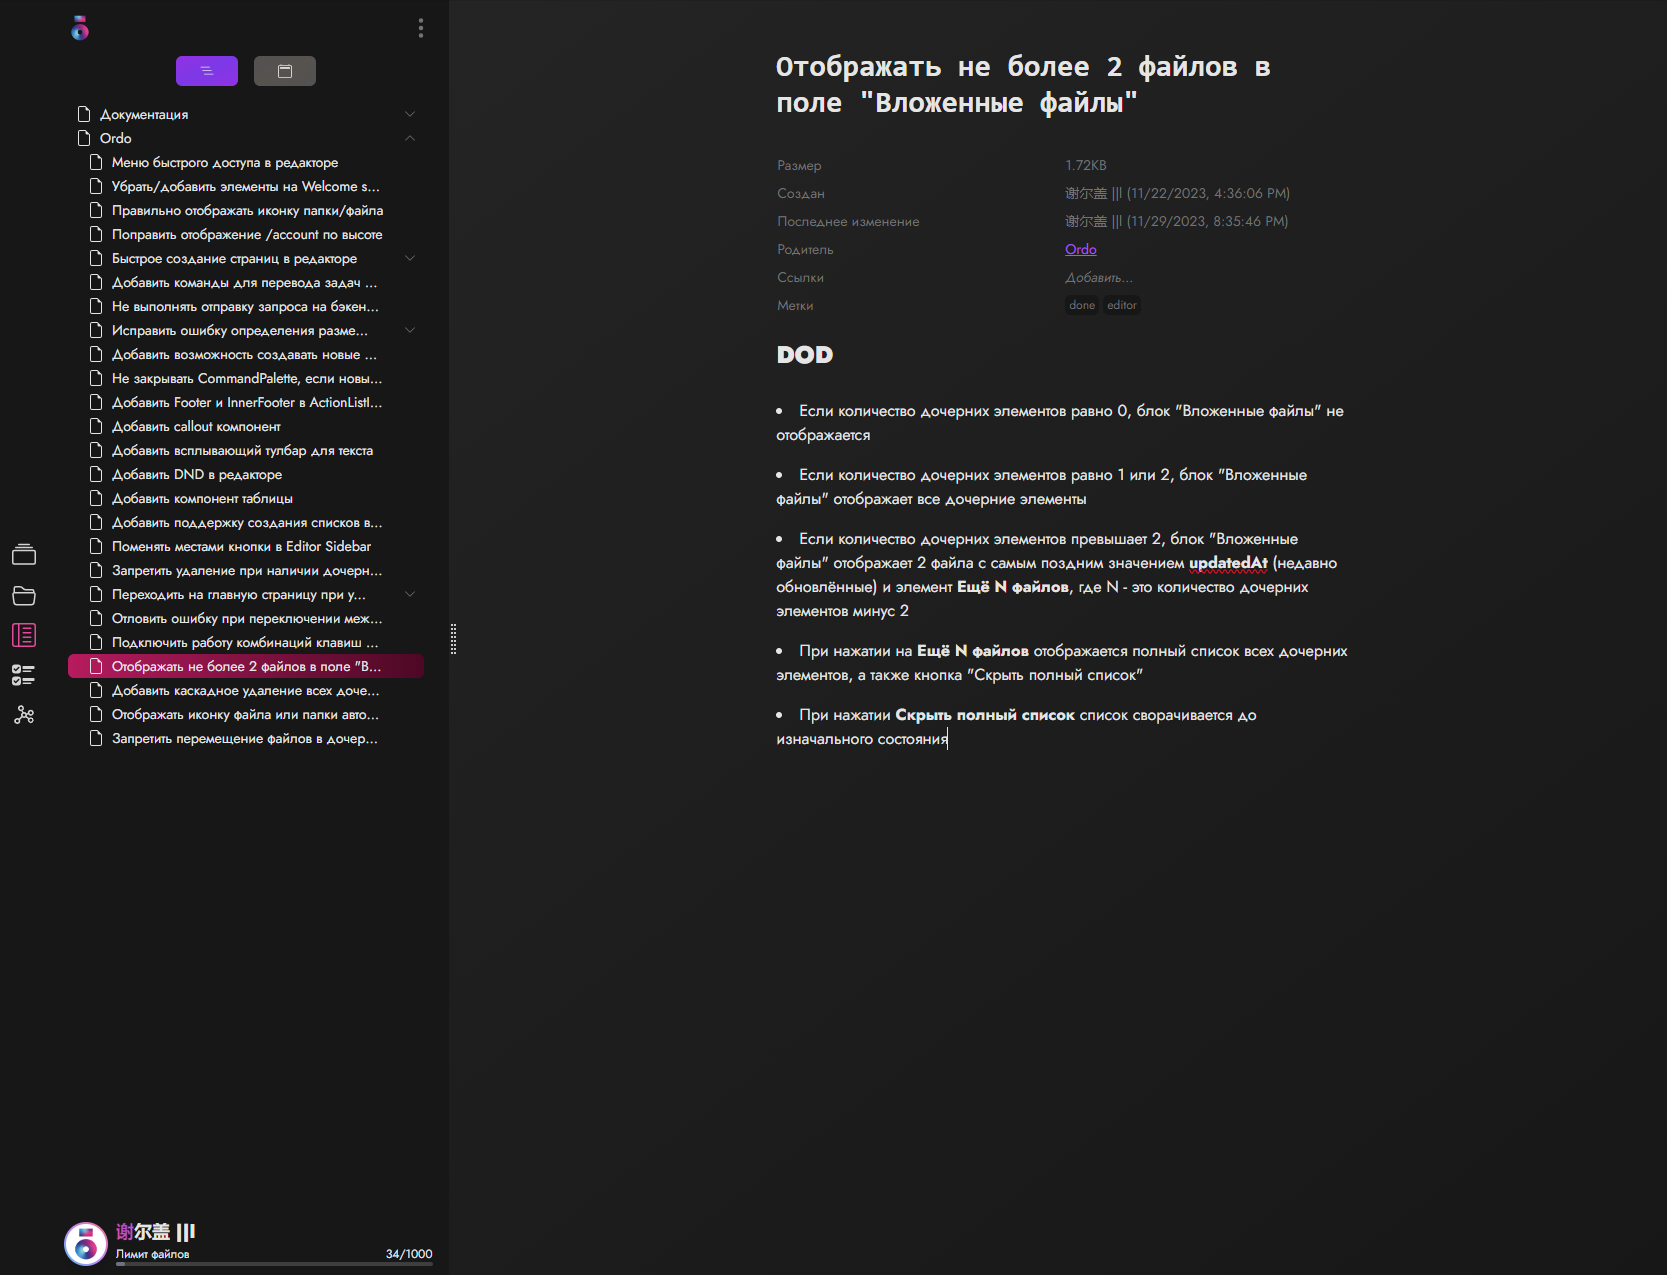 Документация
Ordo
Меню быстрого доступа в редакторе
Убрать/добавить элементы на Welcome s...
Правильно отображать иконку папки/файла
Поправить отображение /account по высоте
Быстрое создание страниц в редакторе
Добавить команды для перевода задач ...
Не выполнять отправку запроса на бэкен...
Исправить ошибку определения разме...
Добавить возможность создавать новые ...
Не закрывать CommandPalette, если новы...
Добавить Footer и InnerFooter в ActionListI...
Добавить callout компонент
Добавить всплывающий тулбар для текста
Добавить DND в редакторе
Добавить компонент таблицы
Добавить поддержку создания списков в...
Поменять местами кнопки в Editor Sidebar
Запретить удаление при наличии дочерн...
Переходить на главную страницу при у...
Отловить ошибку при переключении меж...
Подключить работу комбинаций клавиш ...
Отображать не более 2 файлов в поле "В...
Добавить каскадное удаление всех доче...
Отображать иконку файла или папки авто...
Запретить перемещение файлов в дочер...
谢尔盖 |||
Лимит файлов 34/1000
Отображать не более 2 файлов в
поле "Вложенные файлы"
Размер 1.72KB
Создан 谢尔盖 ||| (11/22/2023, 4:36:06 PM)
Последнее изменение 谢尔盖 ||| (11/29/2023, 8:35:46 PM)
Родитель Ordo
Ссылки Добавить...
Метки done editor
DOD
• Если количество дочерних элементов равно 0, блок "Вложенные файлы" не
отображается
• Если количество дочерних элементов равно 1 или 2, блок "Вложенные
файлы" отображает все дочерние элементы
• Если количество дочерних элементов превышает 2, блок "Вложенные
файлы" отображает 2 файла с самым поздним значением updatedAt (недавно
обновлённые) и элемент Ещё N файлов, где N - это количество дочерних
элементов минус 2
• При нажатии на Ещё N файлов отображается полный список всех дочерних
элементов, а также кнопка "Скрыть полный список"
• При нажатии Скрыть полный список список сворачивается до
изначального состояния